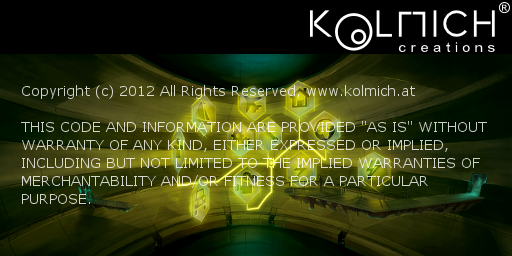 KOLMICH®
creations
Copyright (c) 2012 All Rights Reserved, www.kolmich.at
THIS CODE AND INFORMATION ARE PROVIDED "AS IS" WITHOUT
WARRANTY OF ANY KIND, EITHER EXPRESSED OR IMPLIED,
INCLUDING BUT NOT LIMITED TO THE IMPLIED WARRANTIES OF
MERCHANTABILITY AND/OR FITNESS FOR A PARTICULAR
PURPOSE.